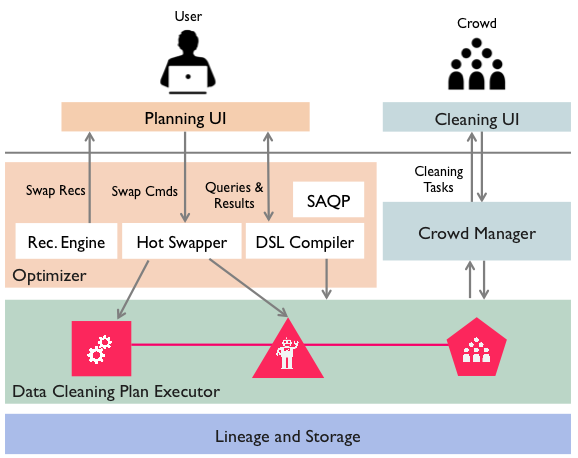 User
Crowd
Planning UI
Cleaning UI
Swap Recs
Swap Cmds
Queries &
Results
Cleaning
Tasks
SAQP
Rec. Engine
Hot Swapper
DSL Compiler
Crowd Manager
Optimizer
Data Cleaning Plan Executor
Lineage and Storage